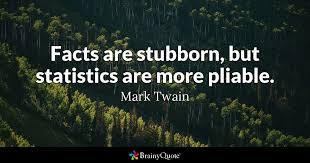 Facts are stubborn, but
statistics are more pliable.
Mark Twain
BrainyQuote®